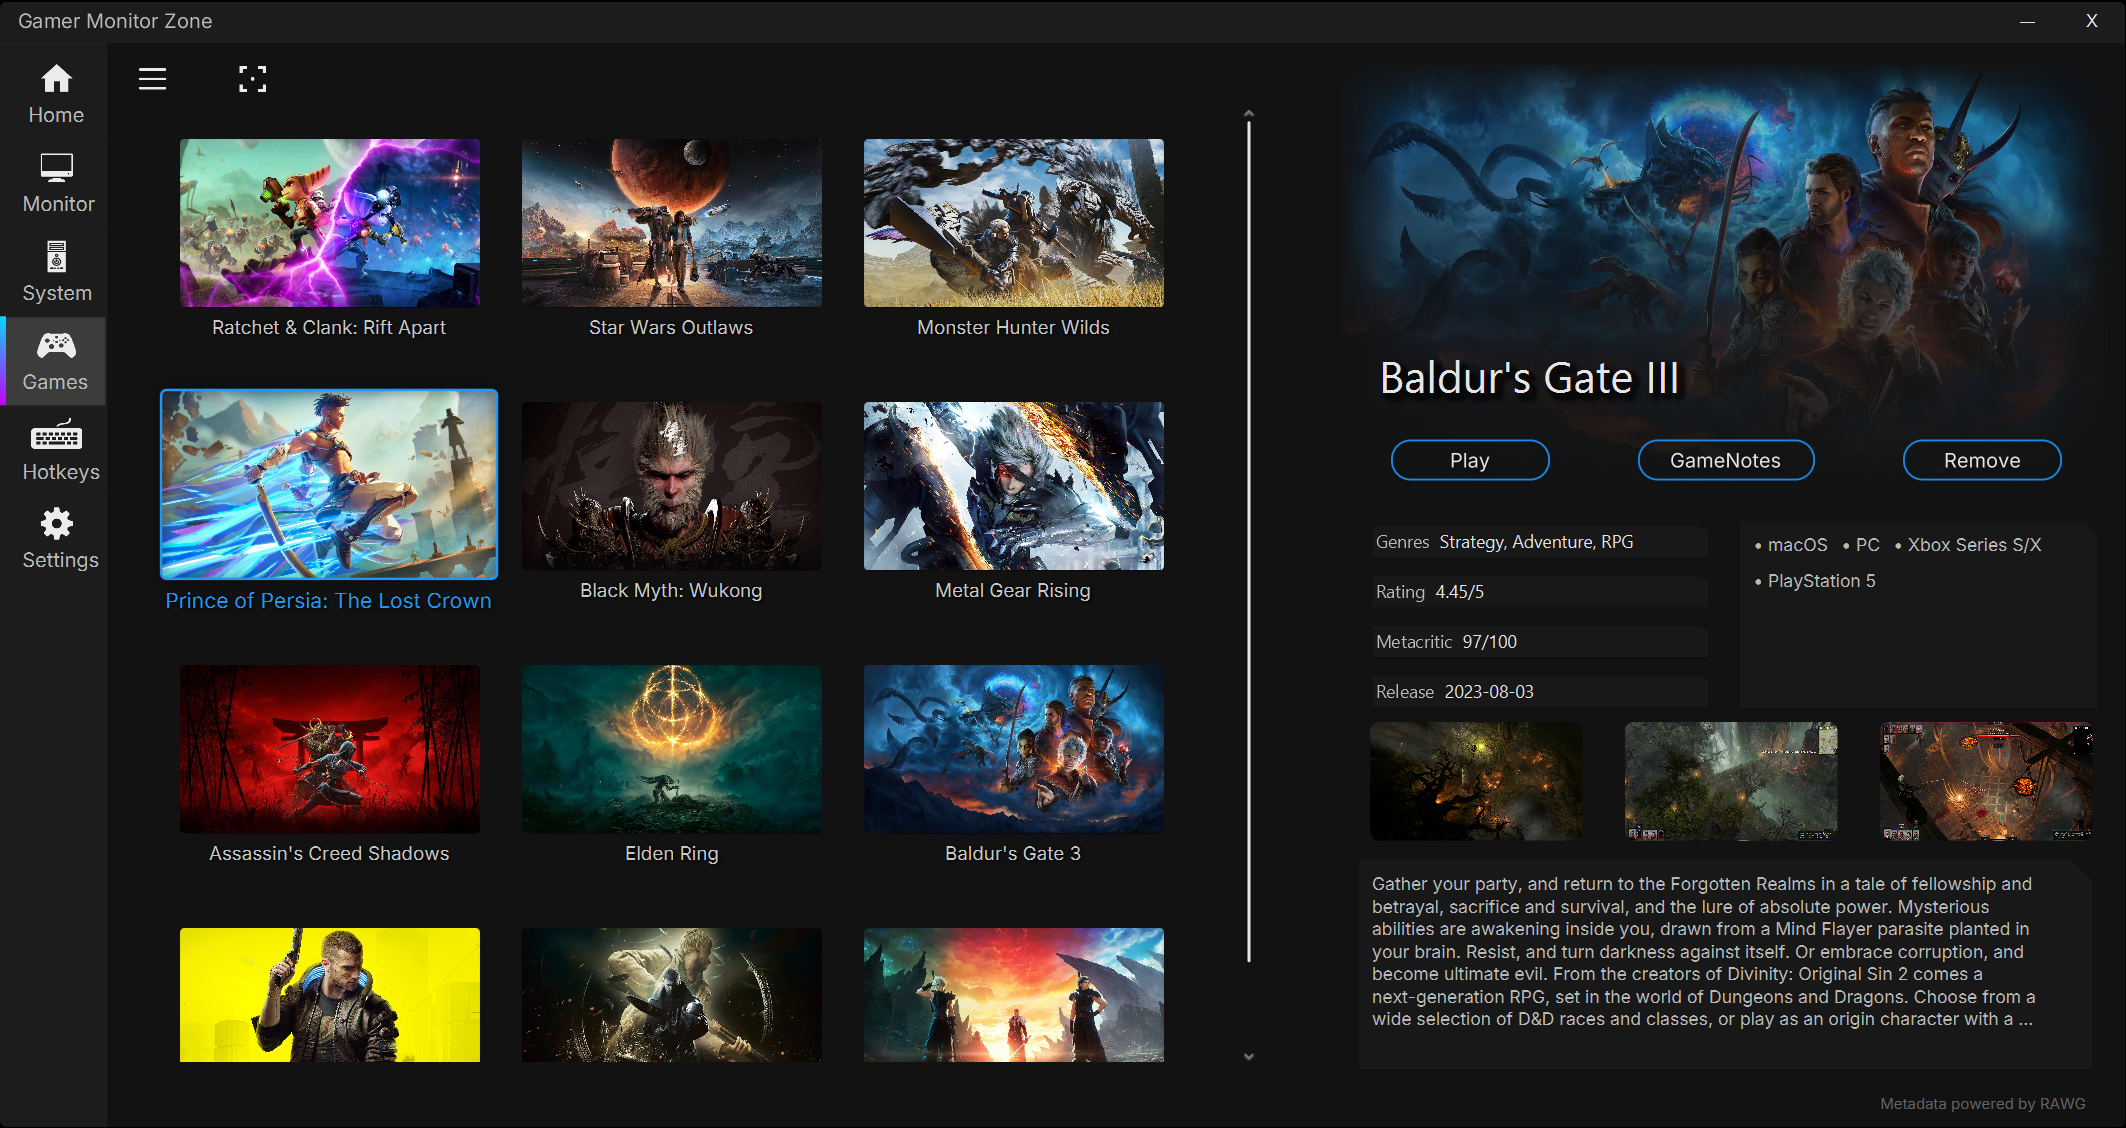 Gamer Monitor Zone
X
Home
Monitor
System
Games
Hotkeys
Settings
Ratchet & Clank: Rift Apart
Star Wars Outlaws
Monster Hunter Wilds
Prince of Persia: The Lost Crown
Black Myth: Wukong
Metal Gear Rising
Assassin's Creed Shadows
Elden Ring
Baldur's Gate 3
Baldur's Gate III
Play
GameNotes
Remove
Genres Strategy, Adventure, RPG
Rating 4.45/5
Metacritic 97/100
Release 2023-08-03
• macOS • PC • Xbox Series S/X
• PlayStation 5
Gather your party, and return to the Forgotten Realms in a tale of fellowship and
betrayal, sacrifice and survival, and the lure of absolute power. Mysterious
abilities are awakening inside you, drawn from a Mind Flayer parasite planted in
your brain. Resist, and turn darkness against itself. Or embrace corruption, and
become ultimate evil. From the creators of Divinity: Original Sin 2 comes a
next-generation RPG, set in the world of Dungeons and Dragons. Choose from a
wide selection of D&D races and classes, or play as an origin character with a ...
Metadata powered by RAWG